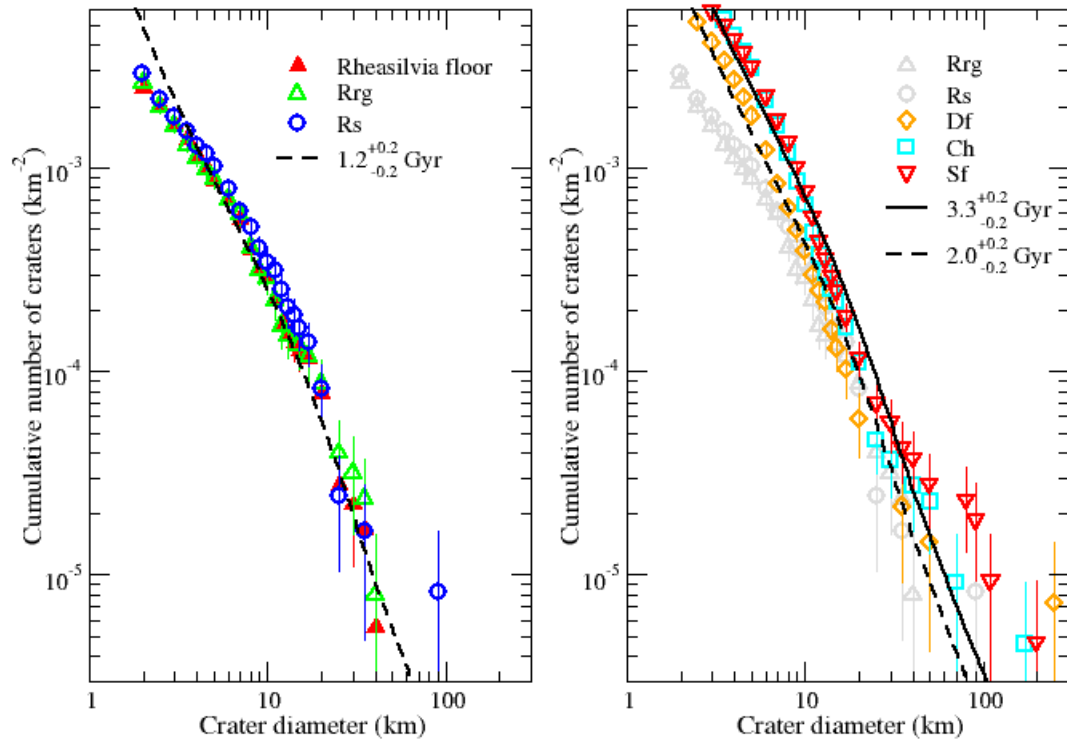 Cumulative number of craters (km⁻²)
10⁻³
10⁻⁴
10⁻⁵
Rheasilvia floor
Rrg
Rs
1.2 +0.2 -0.2 Gyr
1 10 100
Crater diameter (km)
Cumulative number of craters (km⁻²)
10⁻³
10⁻⁴
10⁻⁵
Rrg
Rs
Df
Ch
Sf
3.3 +0.2 -0.2 Gyr
2.0 +0.2 -0.2 Gyr
1 10 100
Crater diameter (km)